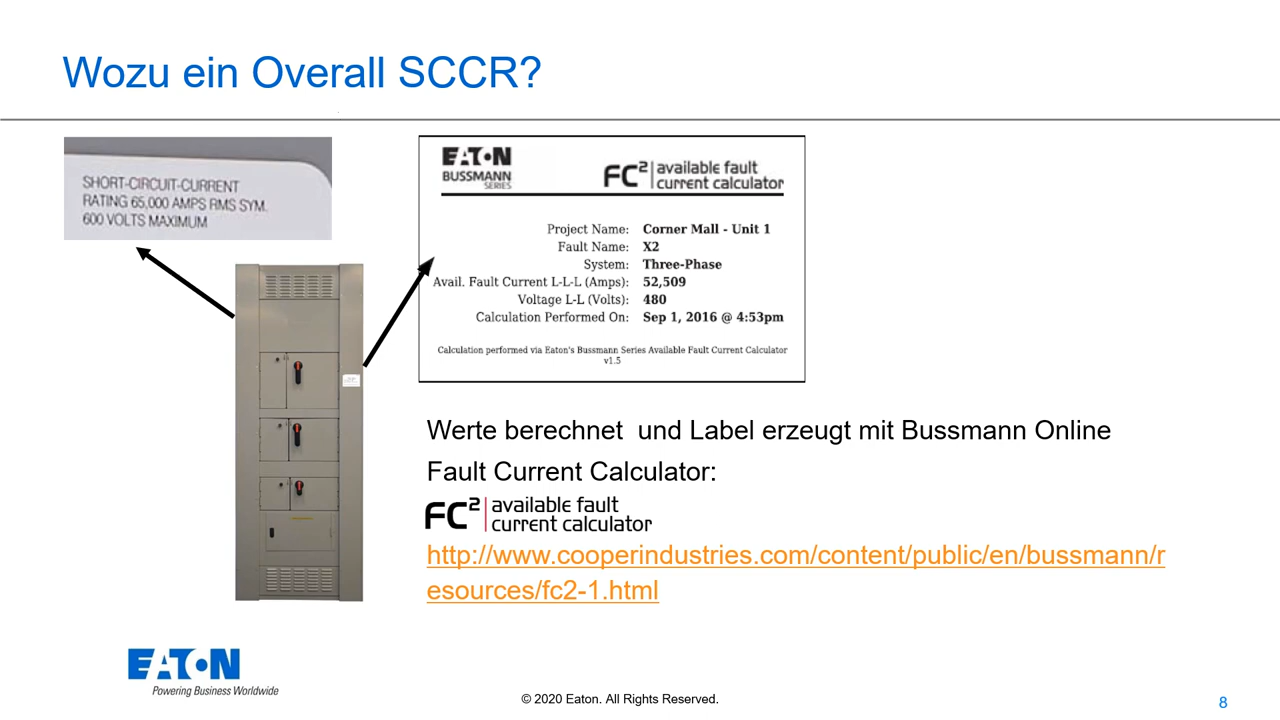 Wozu ein Overall SCCR?
SHORT-CIRCUIT-CURRENT
RATING 65,000 AMPS RMS SYM.
600 VOLTS MAXIMUM
EATON
BUSSMANN
SERIES
FC² available fault
current calculator
Project Name: Corner Mall - Unit 1
Fault Name: X2
System: Three-Phase
Avail. Fault Current L-L-L (Amps): 52,509
Voltage L-L (Volts): 480
Calculation Performed On: Sep 1, 2016 @ 4:53pm
Calculation performed via Eaton's Bussmann Series Available Fault Current Calculator
v1.5
Werte berechnet und Label erzeugt mit Bussmann Online
Fault Current Calculator:
FC² available fault
current calculator
http://www.cooperindustries.com/content/public/en/bussmann/r
esources/fc2-1.html
EATON
Powering Business Worldwide
© 2020 Eaton. All Rights Reserved.
8